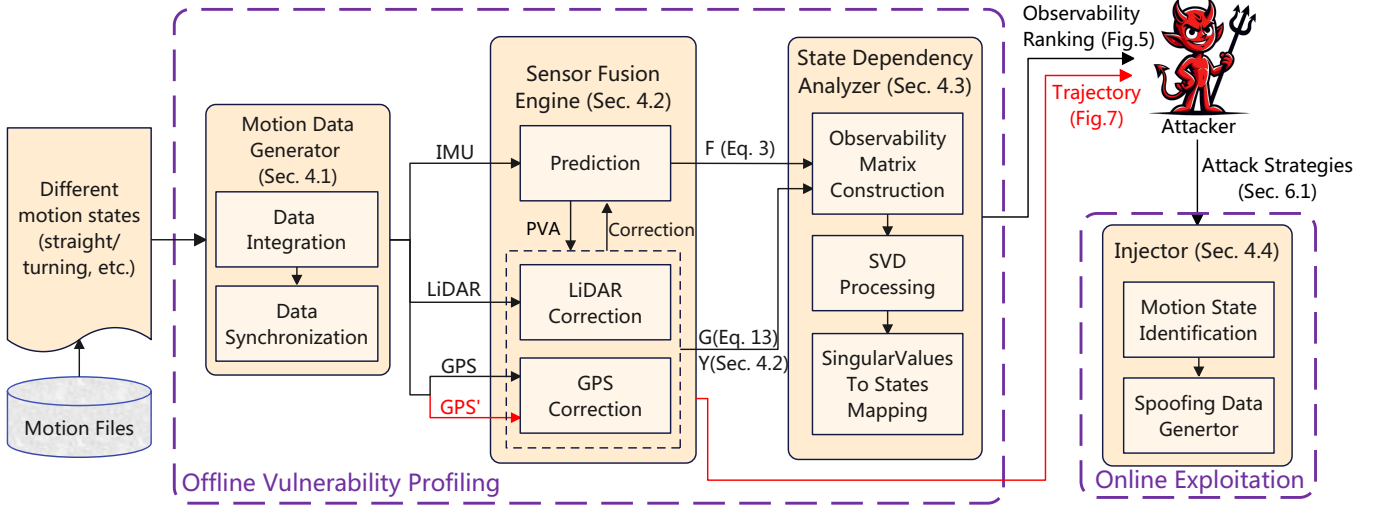 Different
motion states
(straight/
turning, etc.)
Motion Files
Motion Data
Generator
(Sec. 4.1)
Data
Integration
Data
Synchronization
IMU
LiDAR
GPS
GPS'
Sensor Fusion
Engine (Sec. 4.2)
Prediction
PVA
Correction
LiDAR
Correction
GPS
Correction
F (Eq. 3)
G(Eq. 13)
Y(Sec. 4.2)
State Dependency
Analyzer (Sec. 4.3)
Observability
Matrix
Construction
SVD
Processing
SingularValues
To States
Mapping
Offline Vulnerability Profiling
Observability
Ranking (Fig.5)
Trajectory
(Fig.7)
Attacker
Attack Strategies
(Sec. 6.1)
Injector (Sec. 4.4)
Motion State
Identification
Spoofing Data
Genertor
Online Exploitation